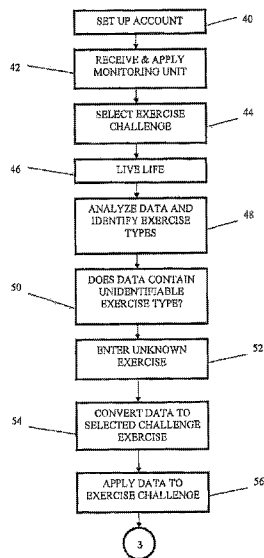 SET UP ACCOUNT
40
42
RECEIVE & APPLY
MONITORING UNIT
SELECT EXERCISE
CHALLENGE
44
46
LIVE LIFE
ANALYZE DATA AND
IDENTIFY EXERCISE
TYPES
48
50
DOES DATA CONTAIN
UNIDENTIFIABLE
EXERCISE TYPE?
ENTER UNKNOWN
EXERCISE
52
54
CONVERT DATA TO
SELECTED CHALLENGE
EXERCISE
APPLY DATA TO
EXERCISE CHALLENGE
56
3